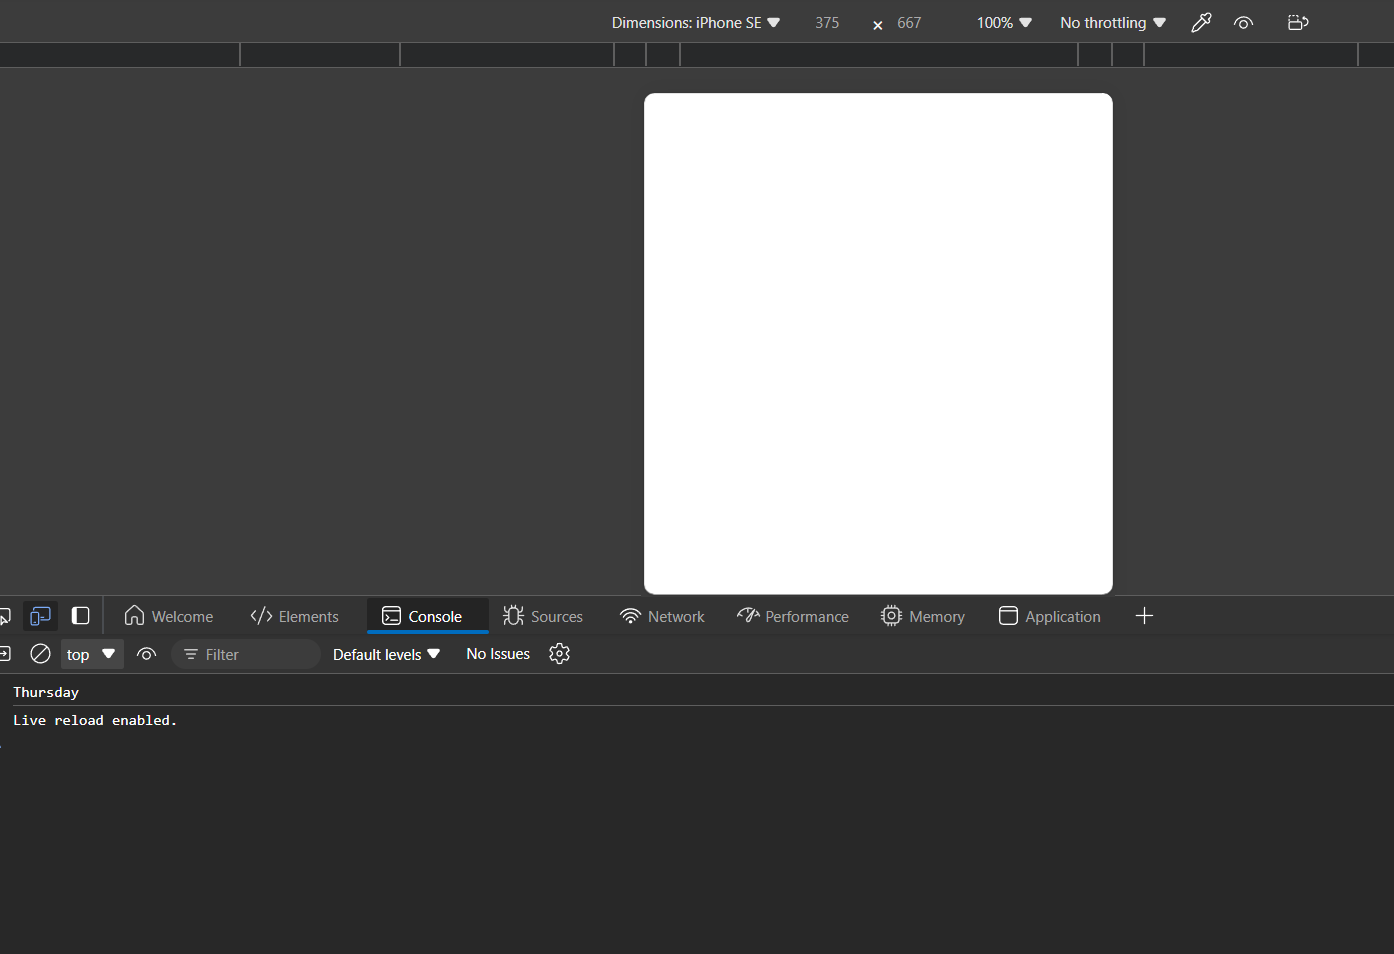 Dimensions: iPhone SE 375 × 667 100% No throttling
Welcome Elements Console Sources Network Performance Memory Application
top Filter Default levels No Issues
Thursday
Live reload enabled.